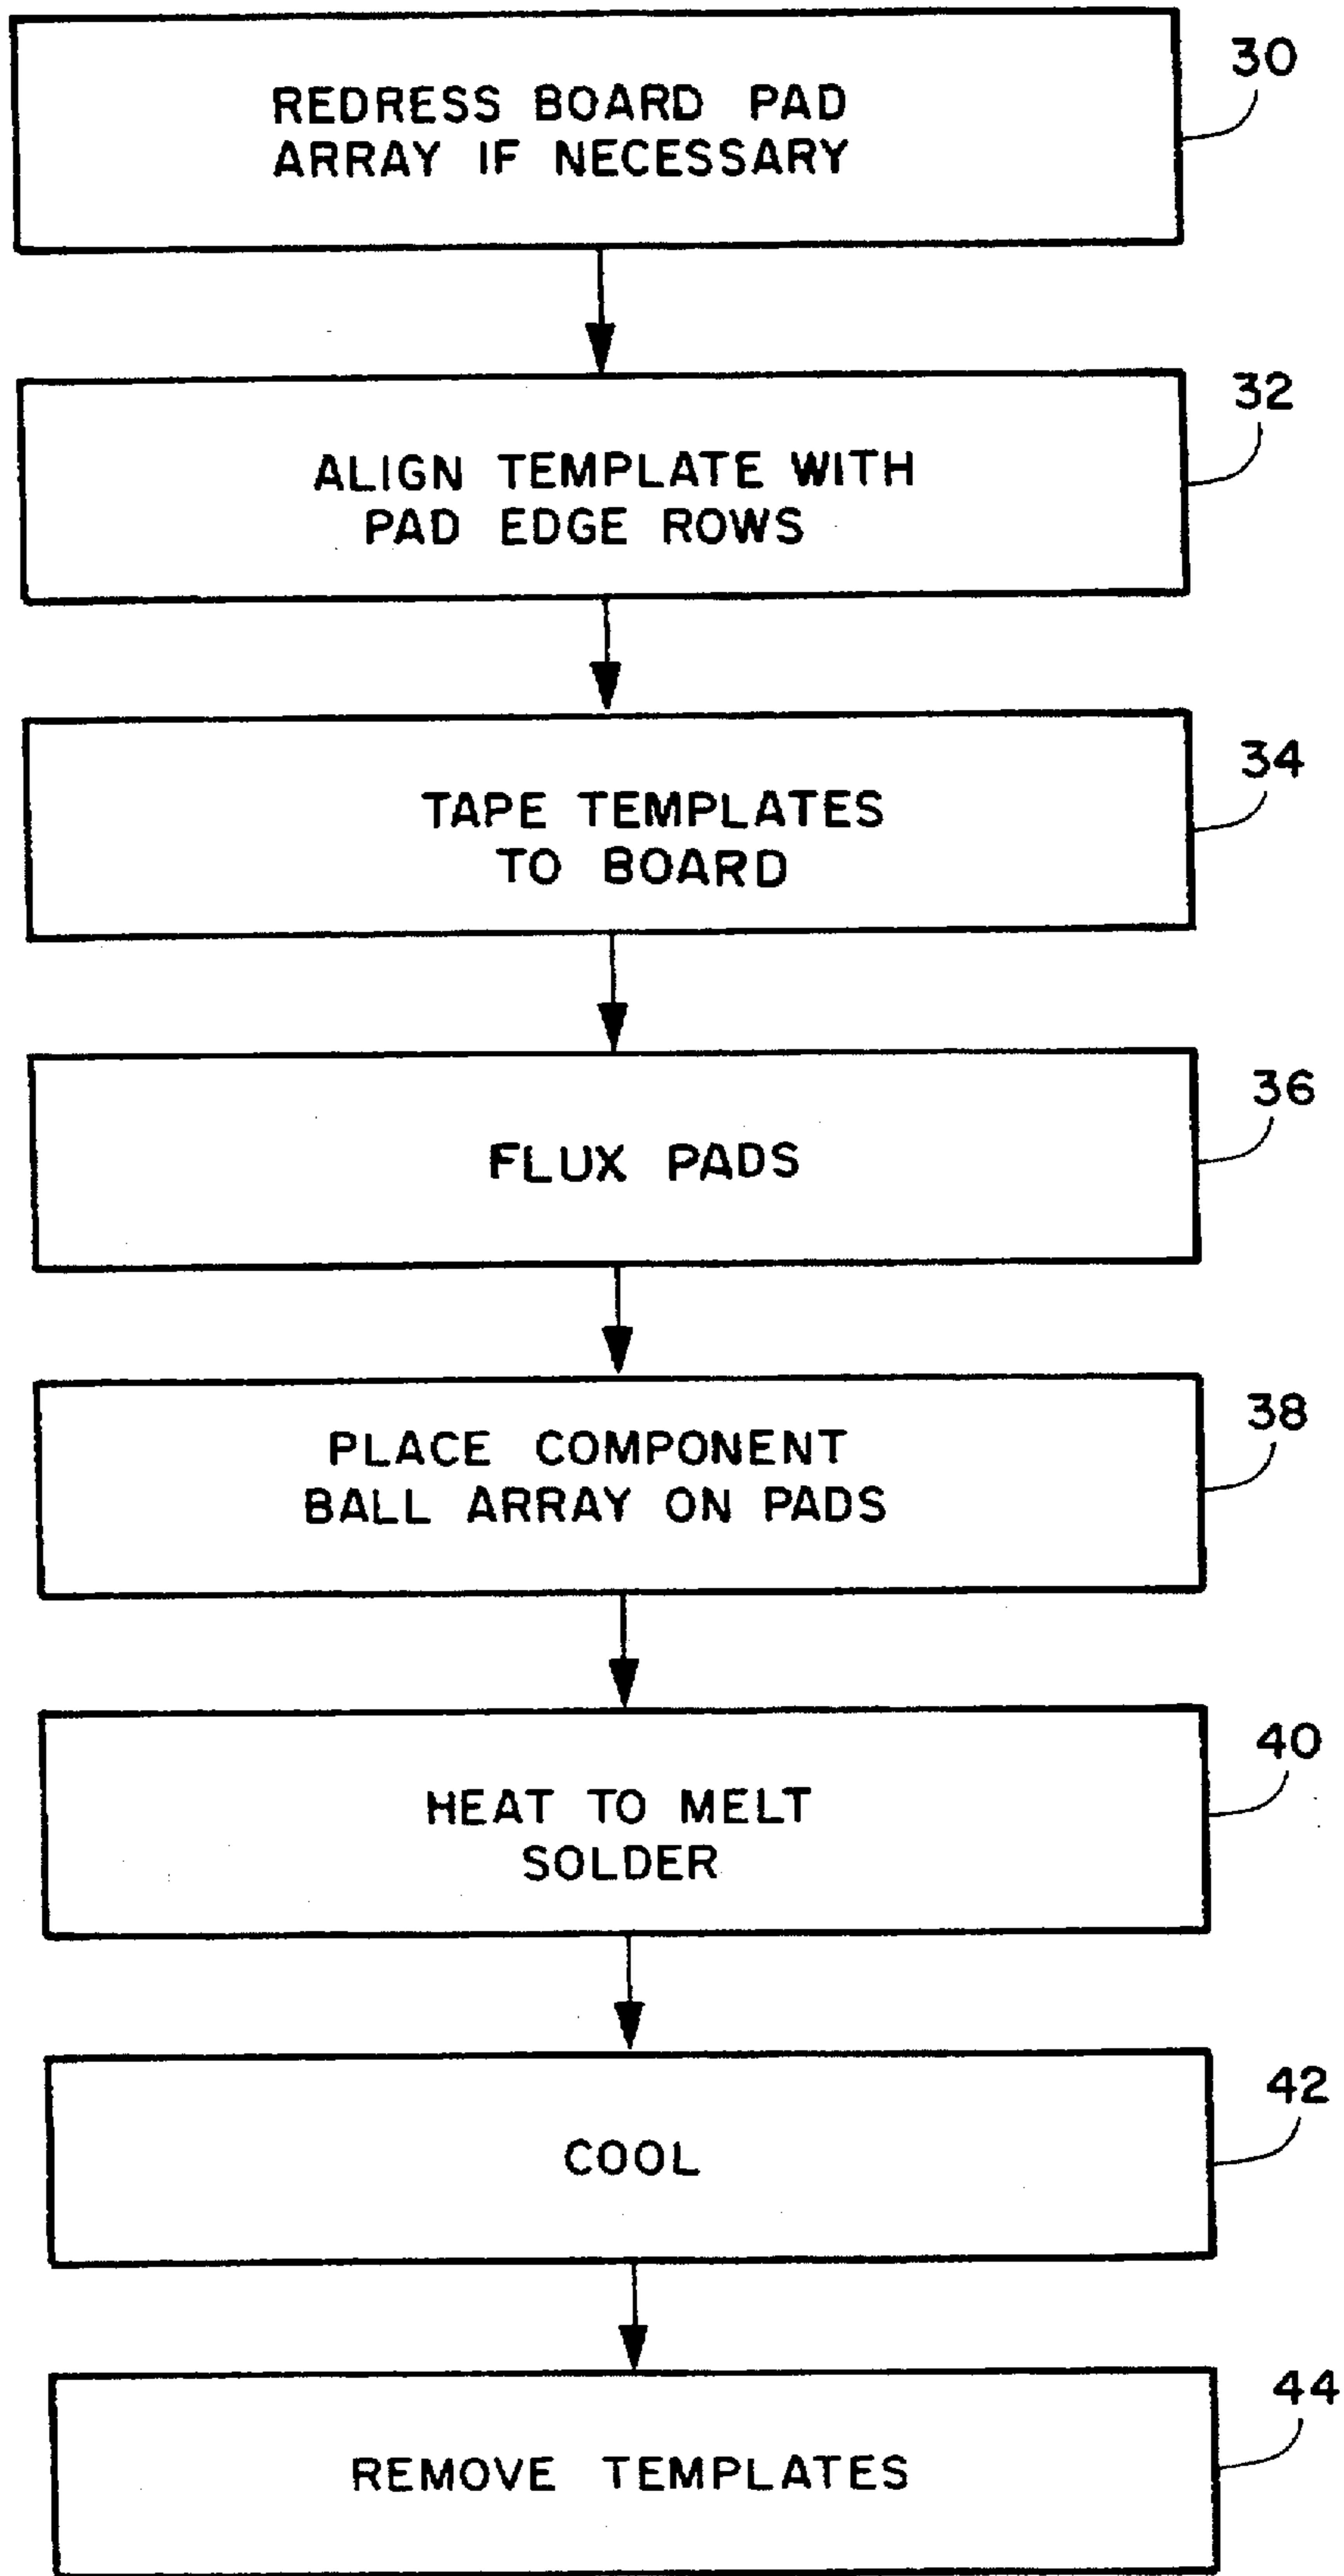 30
REDRESS BOARD PAD
ARRAY IF NECESSARY
32
ALIGN TEMPLATE WITH
PAD EDGE ROWS
34
TAPE TEMPLATES
TO BOARD
36
FLUX PADS
38
PLACE COMPONENT
BALL ARRAY ON PADS
40
HEAT TO MELT
SOLDER
42
COOL
44
REMOVE TEMPLATES